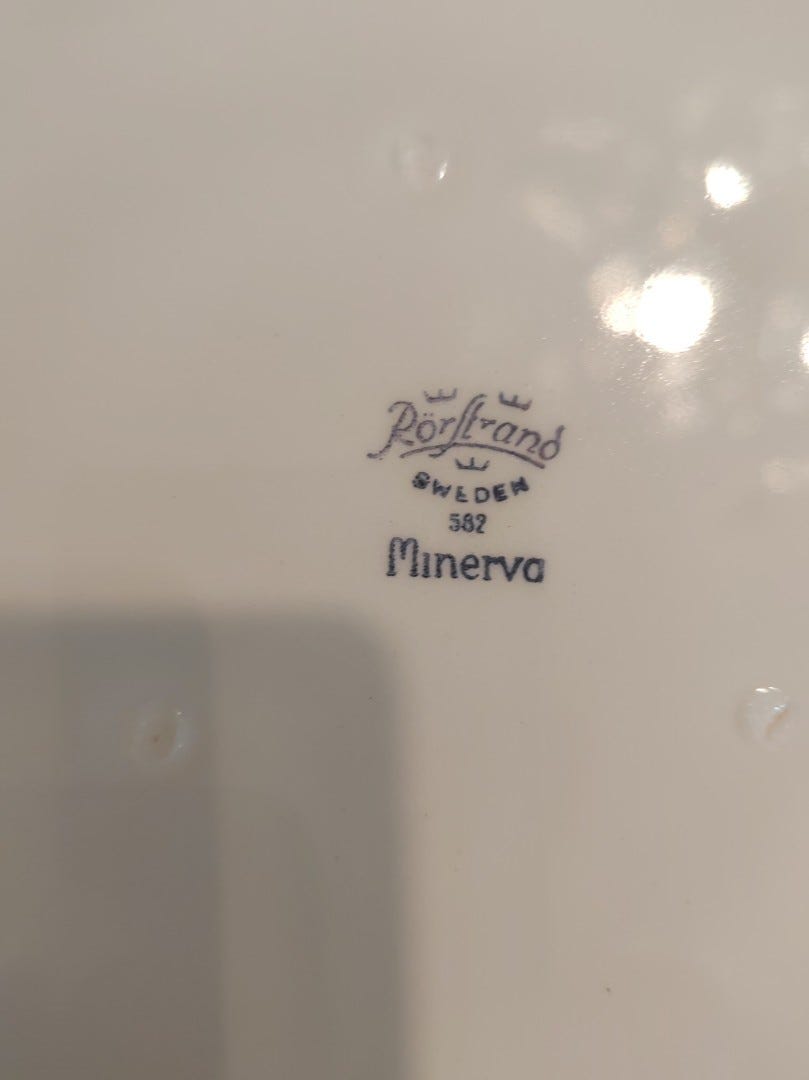 Rörstrand
SWEDEN
582
Minerva